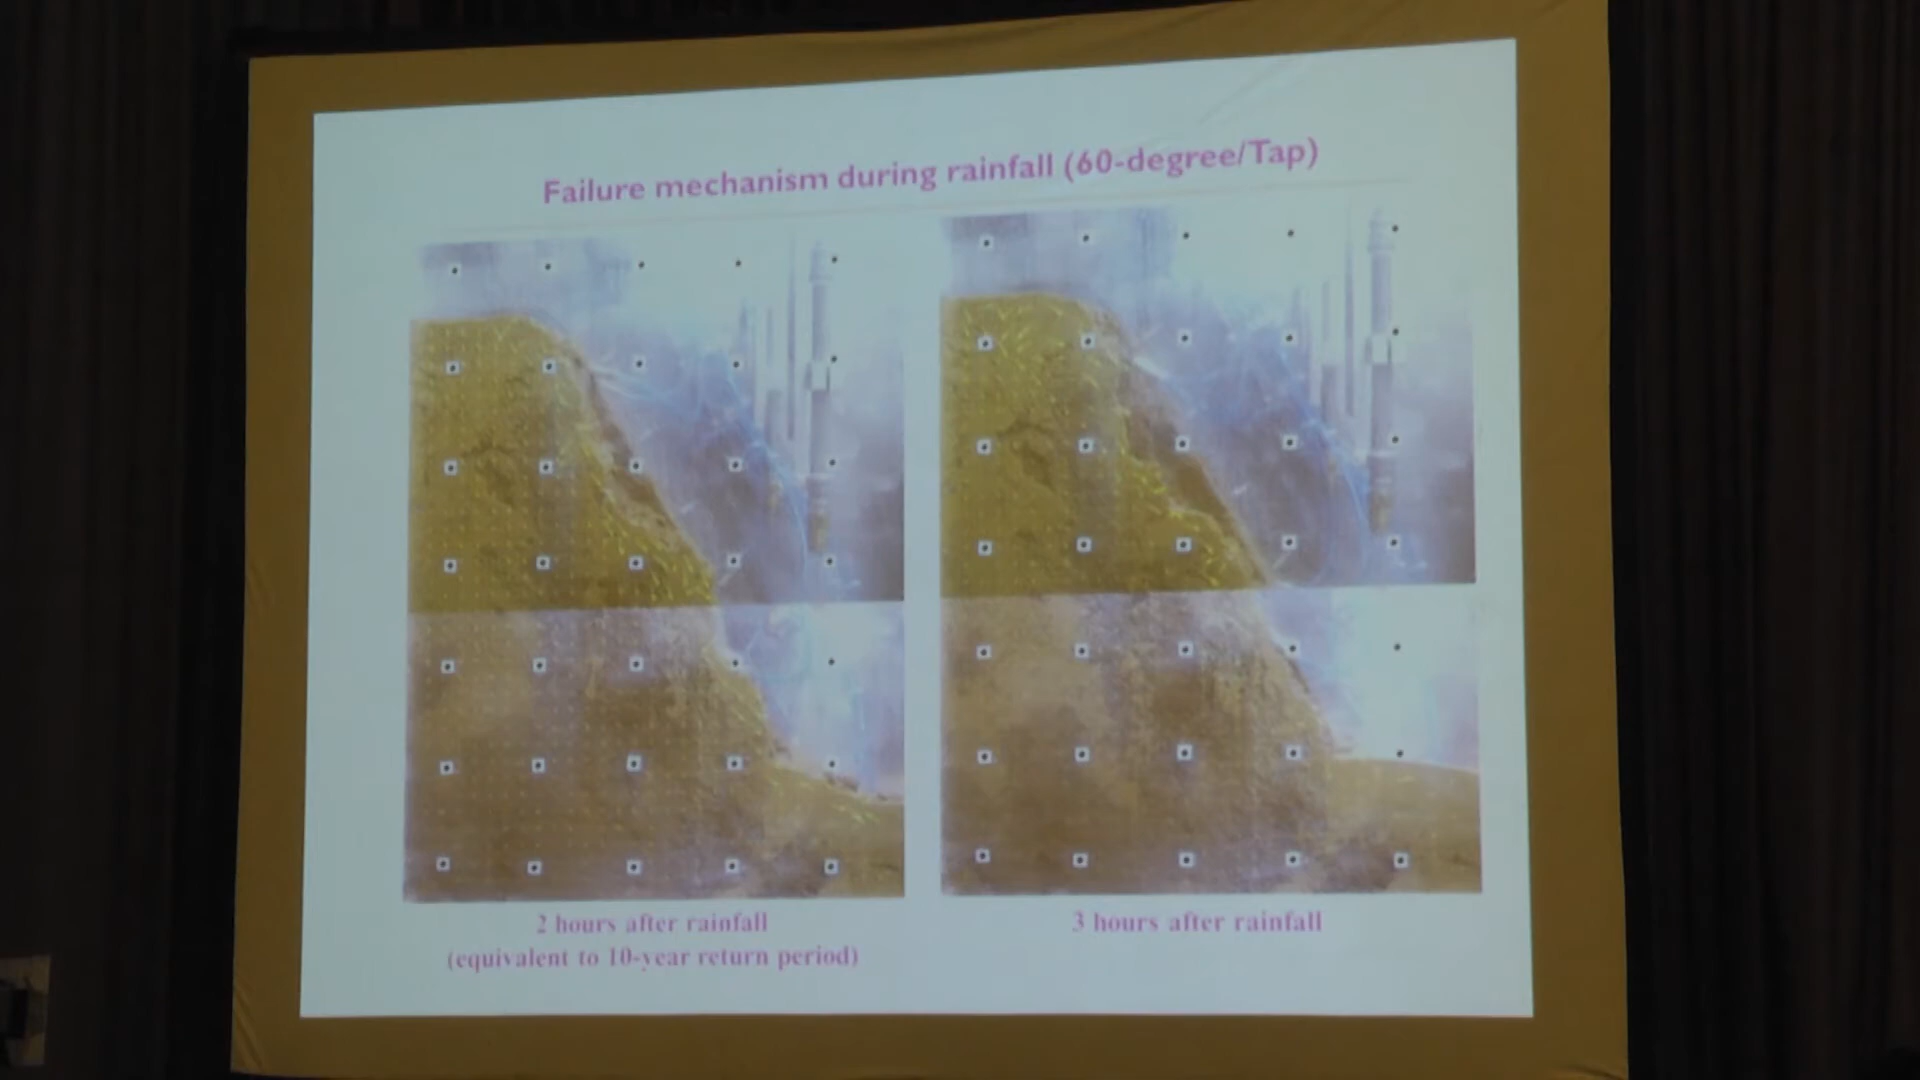 Failure mechanism during rainfall (60-degree/Tap)
2 hours after rainfall
(equivalent to 10-year return period)
3 hours after rainfall